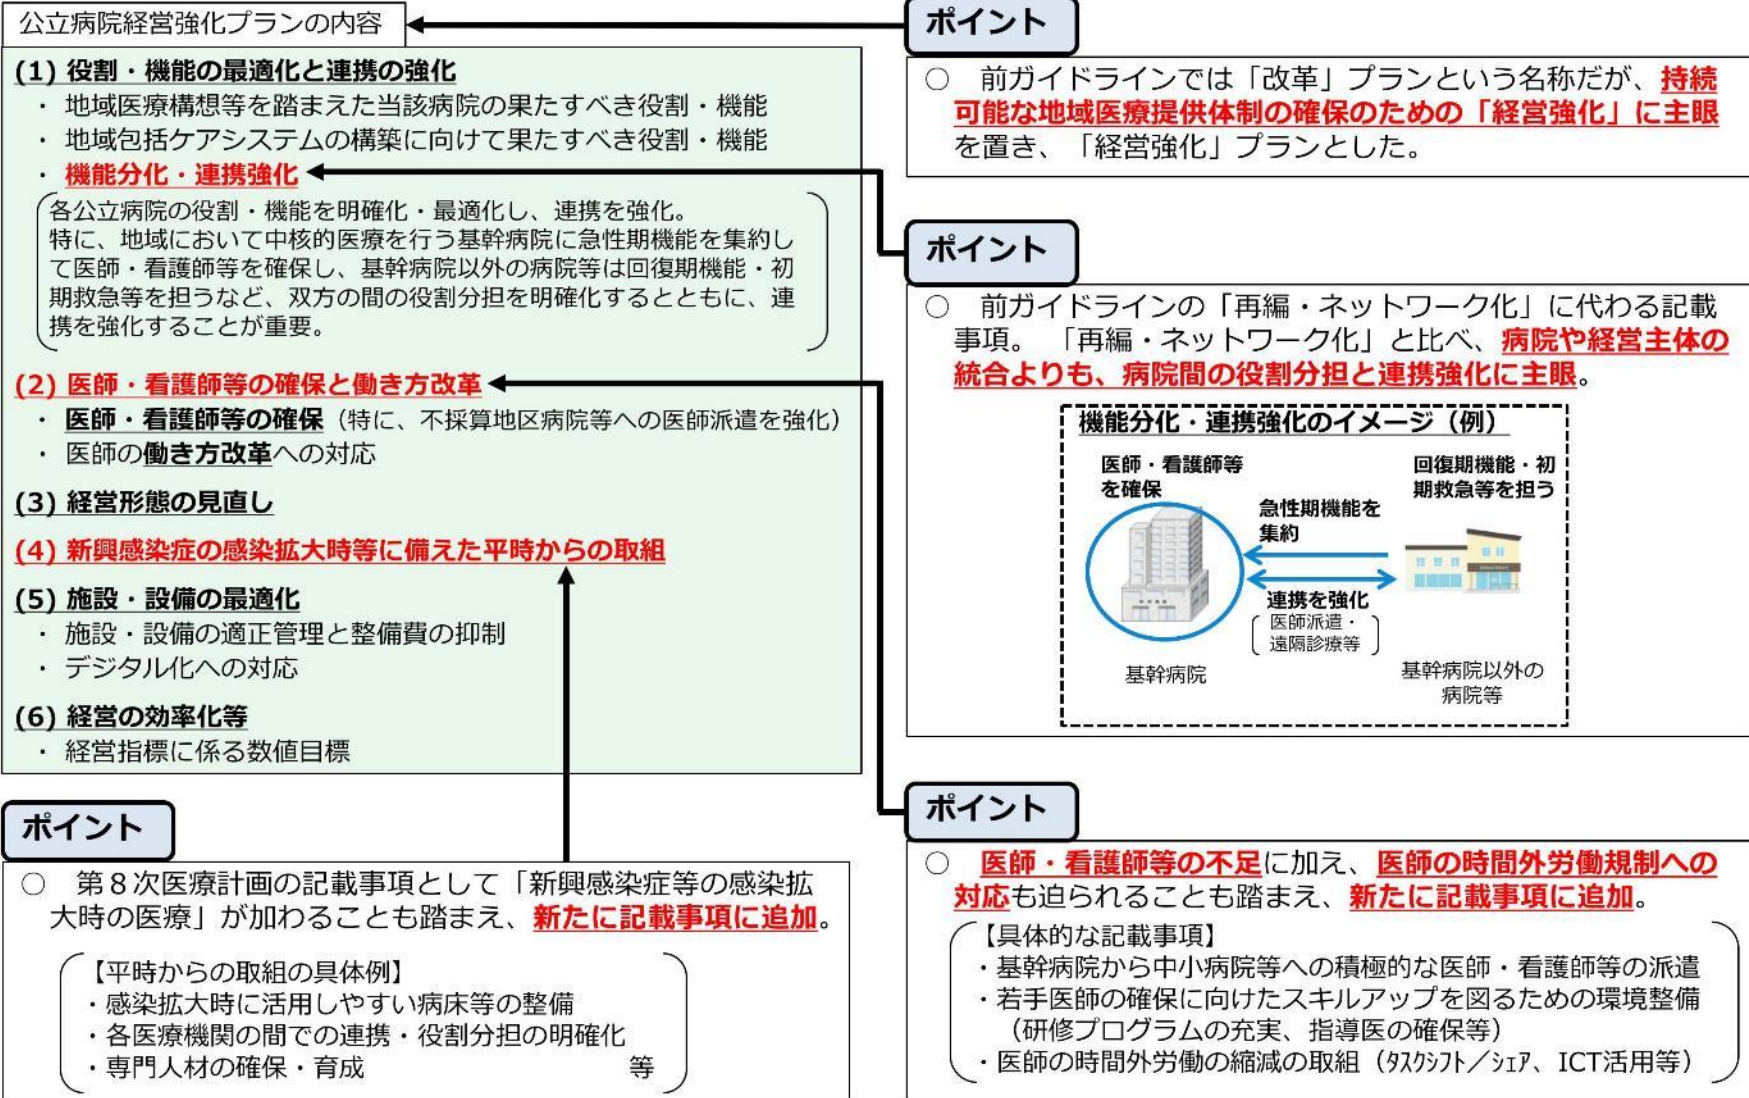 公立病院経営強化プランの内容
(1) 役割・機能の最適化と連携の強化
・ 地域医療構想等を踏まえた当該病院の果たすべき役割・機能
・ 地域包括ケアシステムの構築に向けて果たすべき役割・機能
・ 機能分化・連携強化
各公立病院の役割・機能を明確化・最適化し、連携を強化。
特に、地域において中核的医療を行う基幹病院に急性期機能を集約し
て医師・看護師等を確保し、基幹病院以外の病院等は回復期機能・初
期救急等を担うなど、双方の間の役割分担を明確化するとともに、連
携を強化することが重要。
(2) 医師・看護師等の確保と働き方改革
・ 医師・看護師等の確保（特に、不採算地区病院等への医師派遣を強化）
・ 医師の働き方改革への対応
(3) 経営形態の見直し
(4) 新興感染症の感染拡大時等に備えた平時からの取組
(5) 施設・設備の最適化
・ 施設・設備の適正管理と整備費の抑制
・ デジタル化への対応
(6) 経営の効率化等
・ 経営指標に係る数値目標
ポイント
○ 第８次医療計画の記載事項として「新興感染症等の感染拡
大時の医療」が加わることも踏まえ、新たに記載事項に追加。
【平時からの取組の具体例】
・感染拡大時に活用しやすい病床等の整備
・各医療機関の間での連携・役割分担の明確化
・専門人材の確保・育成 等
ポイント
○ 前ガイドラインでは「改革」プランという名称だが、持続
可能な地域医療提供体制の確保のための「経営強化」に主眼
を置き、「経営強化」プランとした。
ポイント
○ 前ガイドラインの「再編・ネットワーク化」に代わる記載
事項。「再編・ネットワーク化」と比べ、病院や経営主体の
統合よりも、病院間の役割分担と連携強化に主眼。
機能分化・連携強化のイメージ（例）
医師・看護師等
を確保
急性期機能を
集約
回復期機能・初
期救急等を担う
連携を強化
医師派遣・
遠隔診療等
基幹病院
基幹病院以外の
病院等
ポイント
○ 医師・看護師等の不足に加え、医師の時間外労働規制への
対応も迫られることも踏まえ、新たに記載事項に追加。
【具体的な記載事項】
・基幹病院から中小病院等への積極的な医師・看護師等の派遣
・若手医師の確保に向けたスキルアップを図るための環境整備
（研修プログラムの充実、指導医の確保等）
・医師の時間外労働の縮減の取組（ﾀｽｸｼﾌﾄ／ｼｪｱ、ICT活用等）